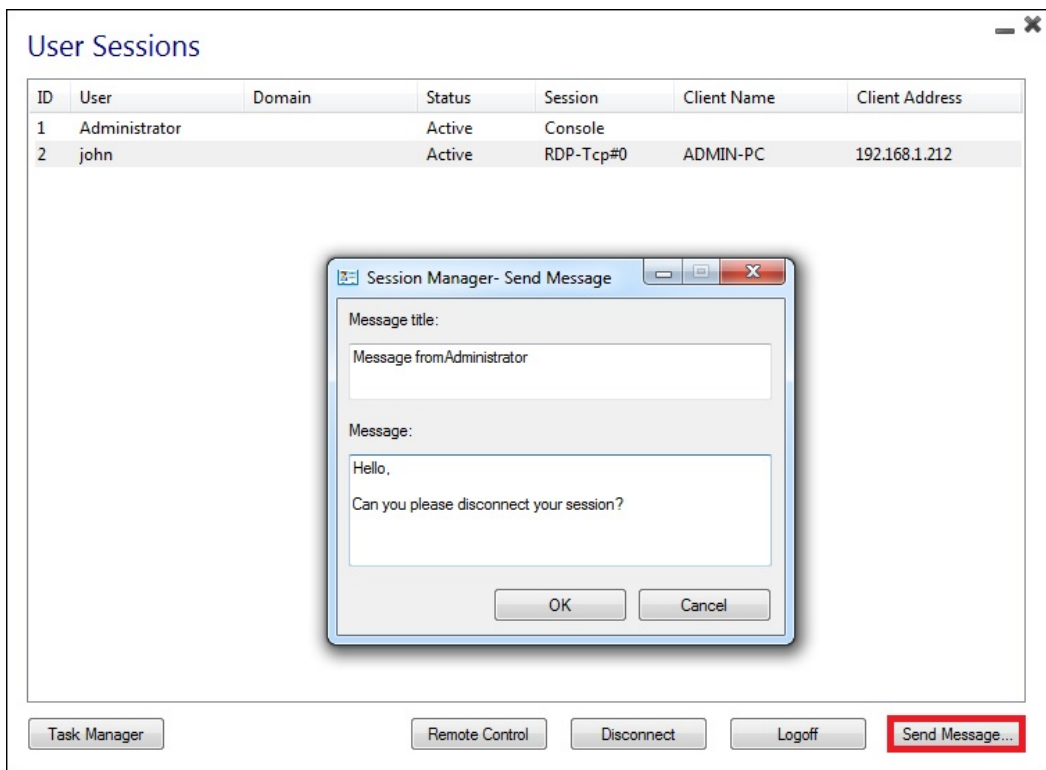 User Sessions
ID User Domain Status Session Client Name Client Address
1 Administrator Active Console
2 john Active RDP-Tcp#0 ADMIN-PC 192.168.1.212
Session Manager- Send Message
Message title:
Message fromAdministrator
Message:
Hello,
Can you please disconnect your session?
OK Cancel
Task Manager Remote Control Disconnect Logoff Send Message...